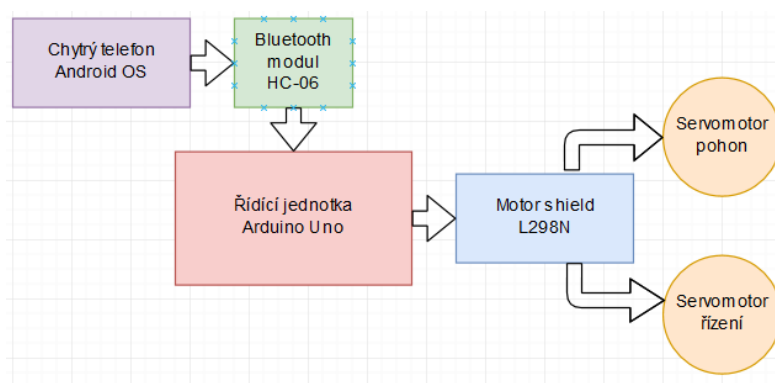 Chytrý telefon
Android OS
Bluetooth
modul
HC-06
Řídící jednotka
Arduino Uno
Motor shield
L298N
Servomotor
pohon
Servomotor
řízení